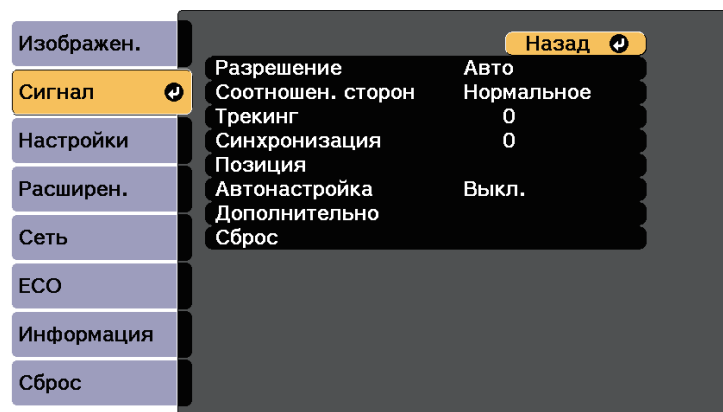 Изображен.
Сигнал
Настройки
Расширен.
Сеть
ECO
Информация
Сброс
Назад
Разрешение Авто
Соотношен. сторон Нормальное
Трекинг 0
Синхронизация 0
Позиция
Автонастройка Выкл.
Дополнительно
Сброс